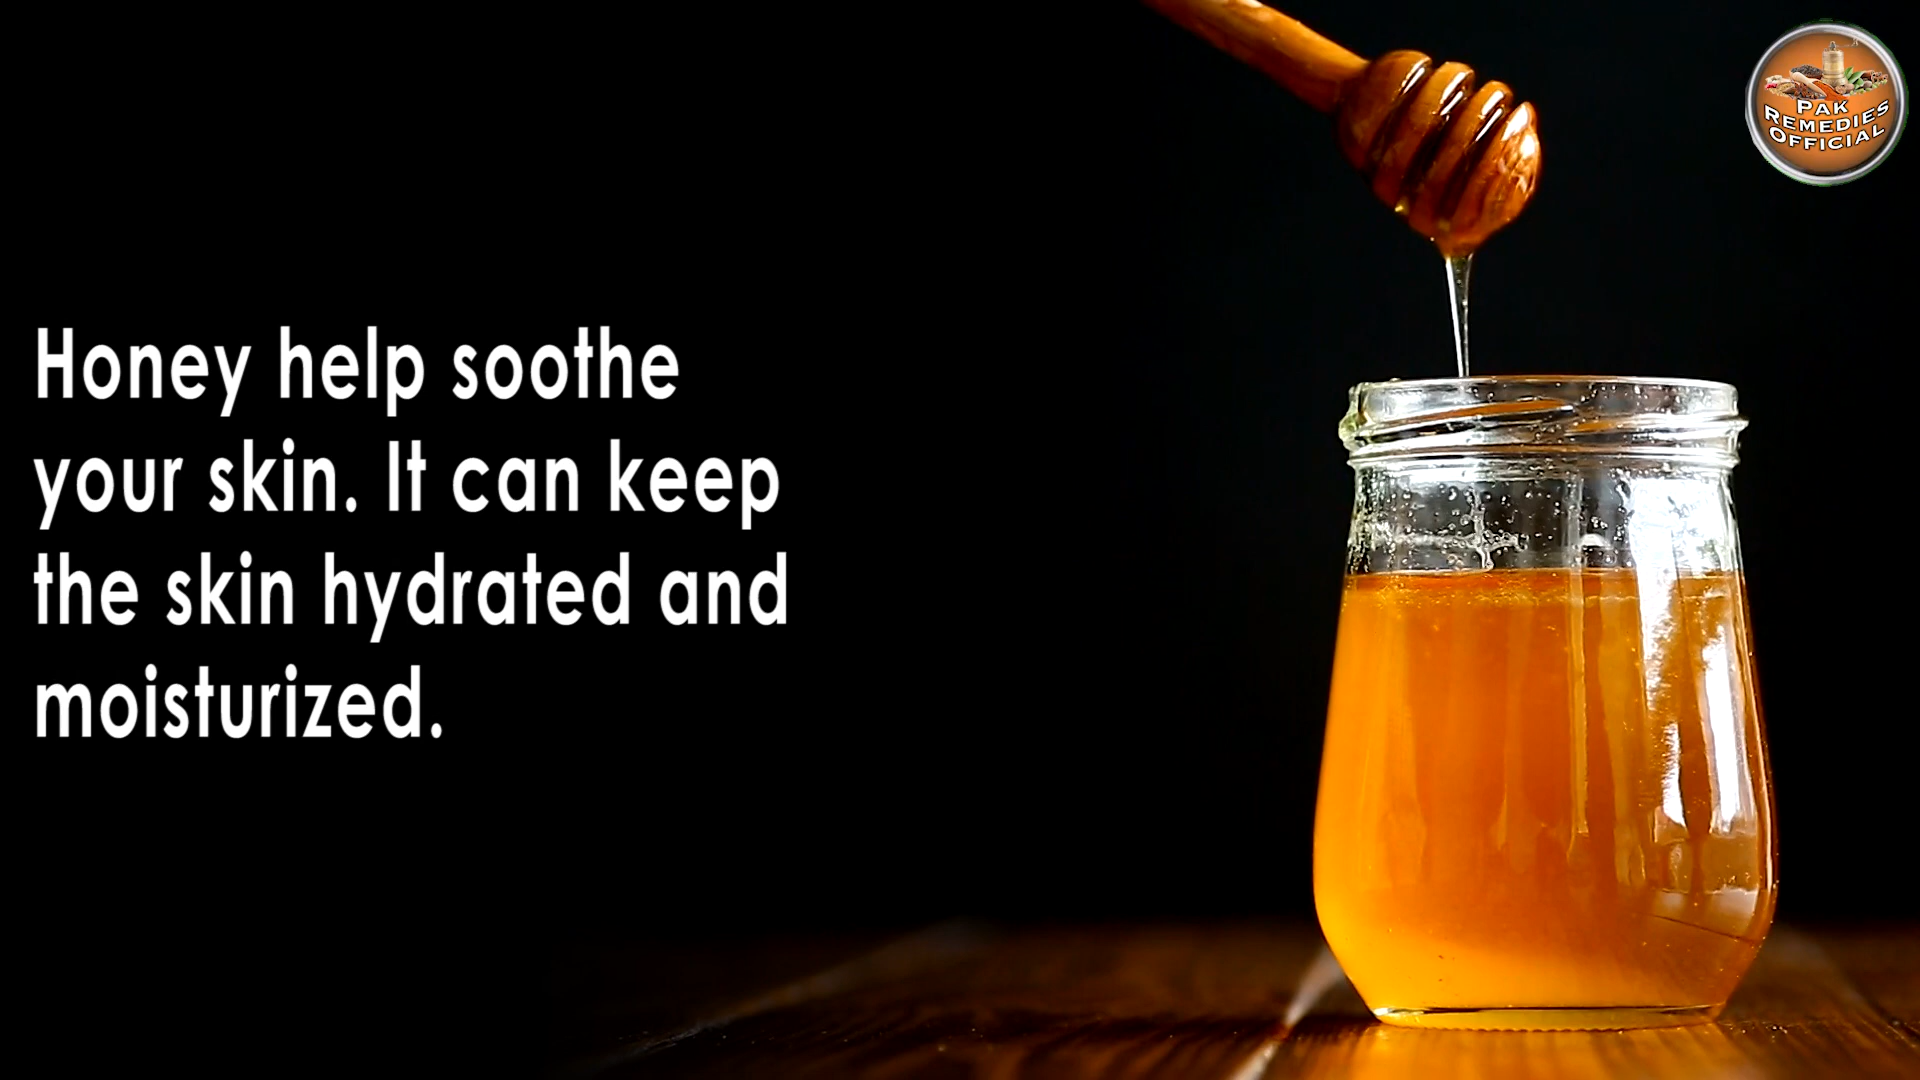 Honey help soothe
your skin. It can keep
the skin hydrated and
moisturized.
PAK
REMEDIES
OFFICIAL